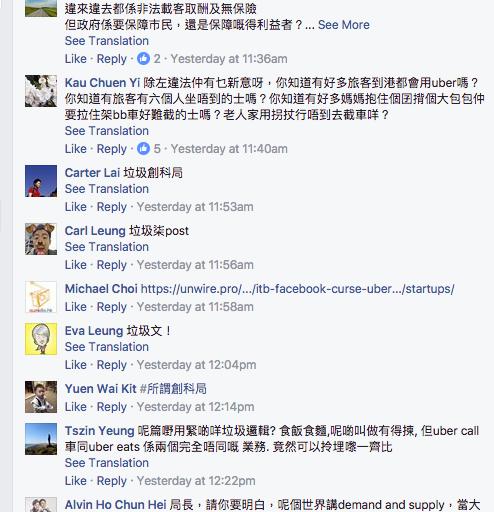 違來違去都係非法載客取酬及無保險
但政府係要保障市民，還是保障嘅得利益者？... See More
See Translation
Like · Reply · 2 · Yesterday at 11:36am
Kau Chuen Yi 除左違法仲有乜新意呀，你知道有好多旅客到港都會用uber嗎？
你知道有旅客有六個人坐唔到的士嗎？你知道有好多媽媽抱住個囝揹個大包包仲
要拉住架bb車好難截的士嗎？老人家用拐扙行唔去截車咩？
See Translation
Like · Reply · 5 · Yesterday at 11:40am
Carter Lai 垃圾創科局
See Translation
Like · Reply · Yesterday at 11:53am
Carl Leung 垃圾柒post
See Translation
Like · Reply · Yesterday at 11:56am
Michael Choi https://unwire.pro/.../itb-facebook-curse-uber.../startups/
Like · Reply · Yesterday at 11:58am
Eva Leung 垃圾文！
See Translation
Like · Reply · Yesterday at 12:04pm
Yuen Wai Kit #所謂創科局
Like · Reply · Yesterday at 12:14pm
Tszin Yeung 呢篇嘢用緊啲咩垃圾邏輯? 食飯食麵,呢啲叫做有得揀, 但uber call
車同uber eats 係兩個完全唔同嘅 業務. 竟然可以拎埋嚟一齊比
See Translation
Like · Reply · Yesterday at 12:22pm
Alvin Ho Chun Hei 局長，請你要明白，呢個世界講demand and supply，當大